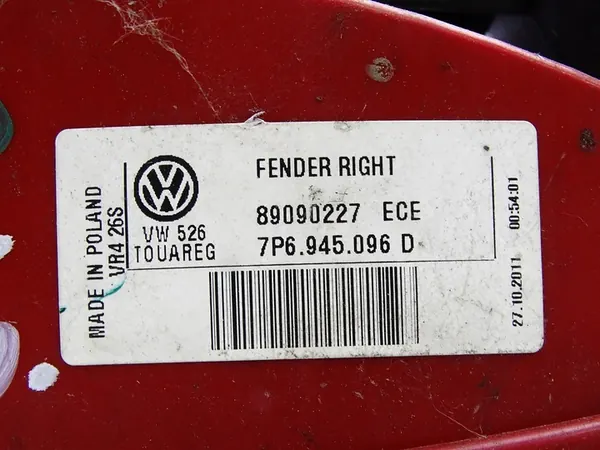 MADE IN POLAND
VR4 26S
VW 526
TOUAREG
FENDER RIGHT
89090227 ECE
7P6.945.096 D
27.10.2011 00:54:01